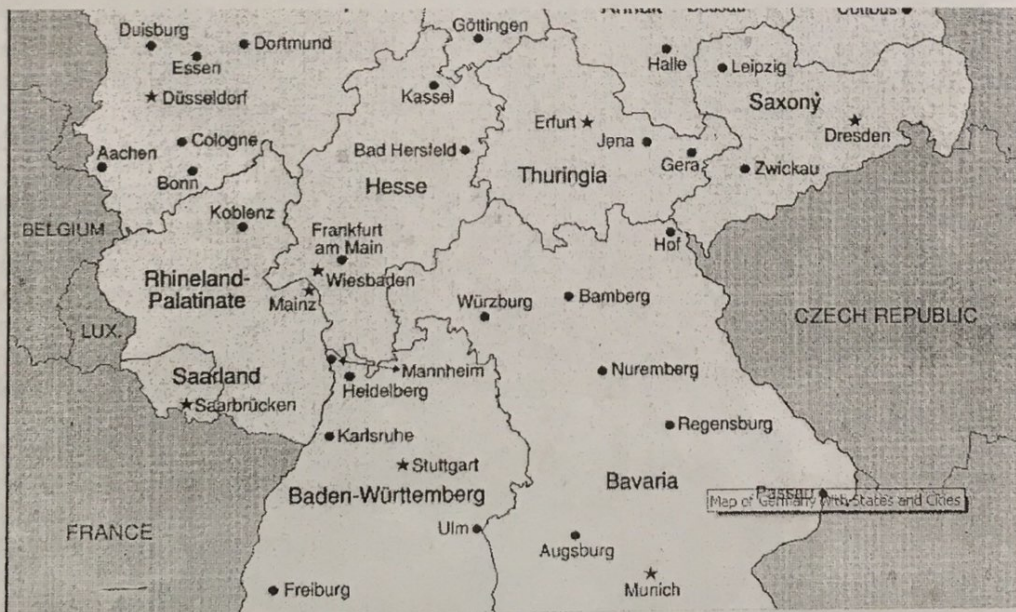 Göttingen
Anhalt
Dessau
Cottbus
Duisburg
Dortmund
Essen
Halle
Leipzig
Kassel
Düsseldorf
Saxony
Erfurt
Dresden
Cologne
Jena
Bad Hersfeld
Aachen
Gera
Zwickau
Bonn
Hesse
Thuringia
Koblenz
BELGIUM
Frankfurt
am Main
Hof
Rhineland-
Palatinate
Wiesbaden
Mainz
Würzburg
Bamberg
CZECH REPUBLIC
LUX.
Saarland
Mannheim
Nuremberg
Heidelberg
Saarbrücken
Regensburg
Karlsruhe
Stuttgart
Bavaria
Baden-Württemberg
Passau
Map of Germany with States and Cities
FRANCE
Ulm
Augsburg
Munich
Freiburg